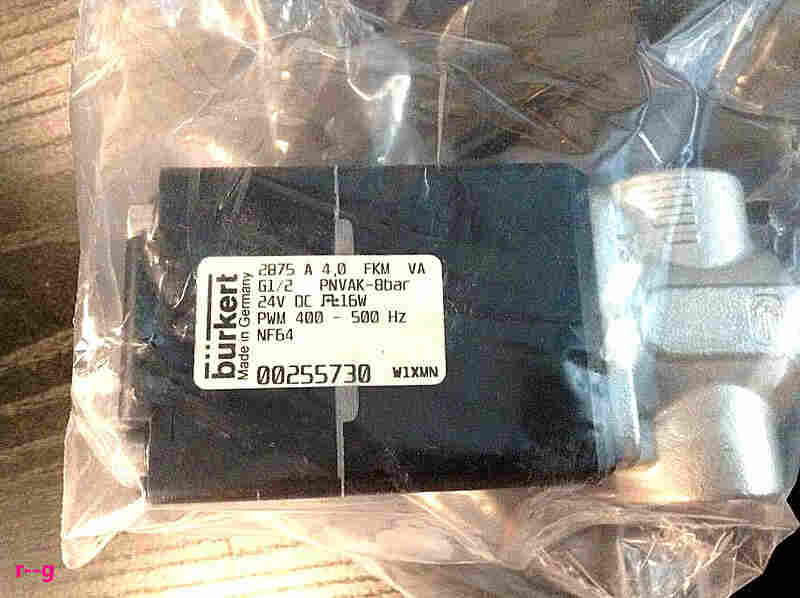 bürkert
Made in Germany
2875 A 4,0 FKM VA
G1/2 PNVAK-8bar
24V DC 16W
PWM 400 - 500 Hz
NF64
00255730 W1XMN
r--g